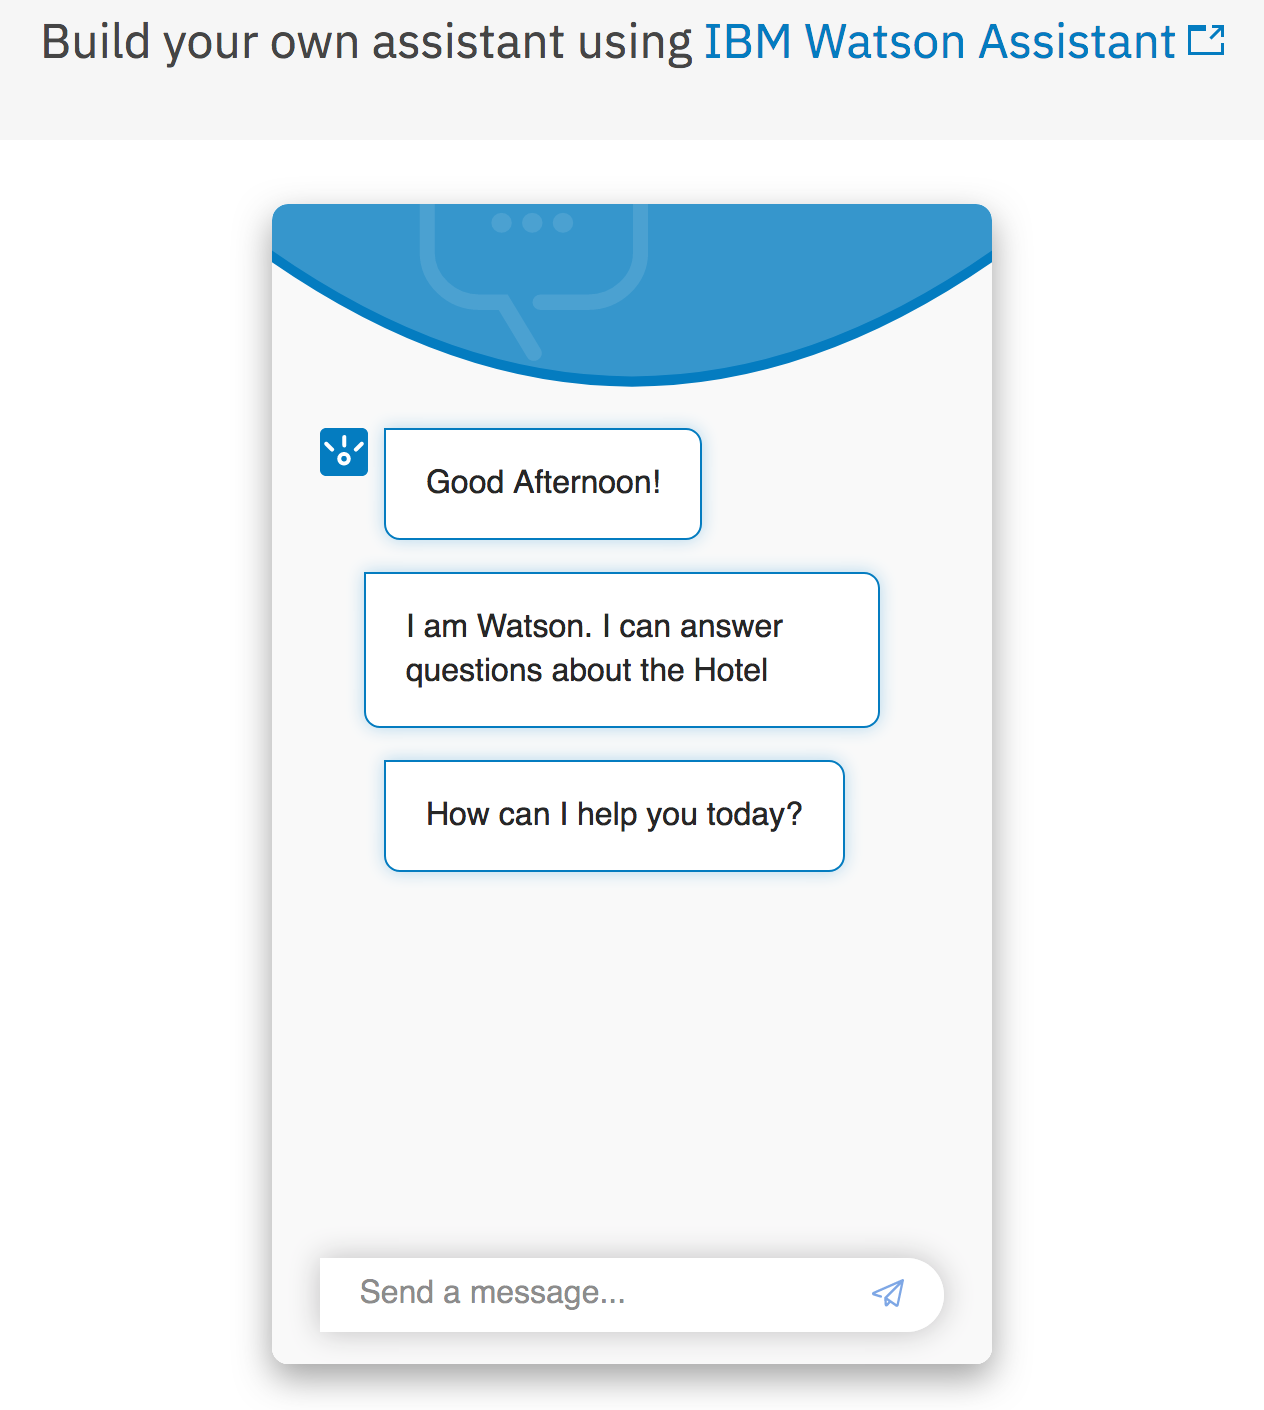 Build your own assistant using IBM Watson Assistant
Good Afternoon!
I am Watson. I can answer
questions about the Hotel
How can I help you today?
Send a message...